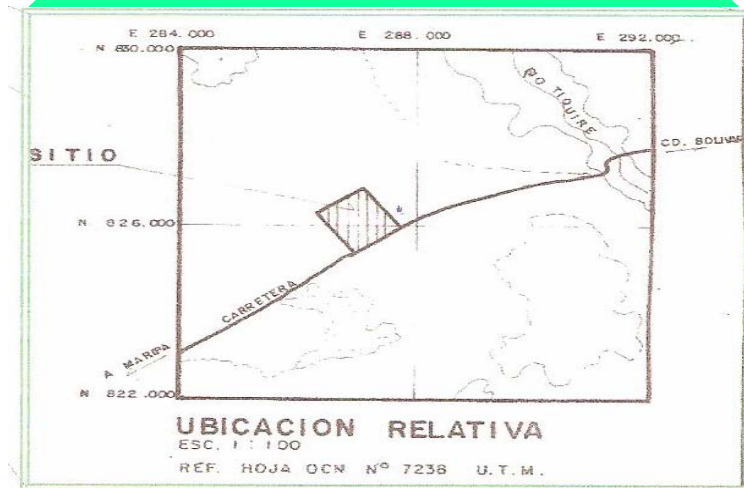 E 284.000 E 288.000 E 292.000
N 830.000
RIO TIQUIRE
CD. BOLIVAR
SITIO
N 826.000
CARRETERA
A MARIPA
N 822.000
UBICACION RELATIVA
ESC. 1 : 100
REF. HOJA OCN Nº 7238 U.T.M.